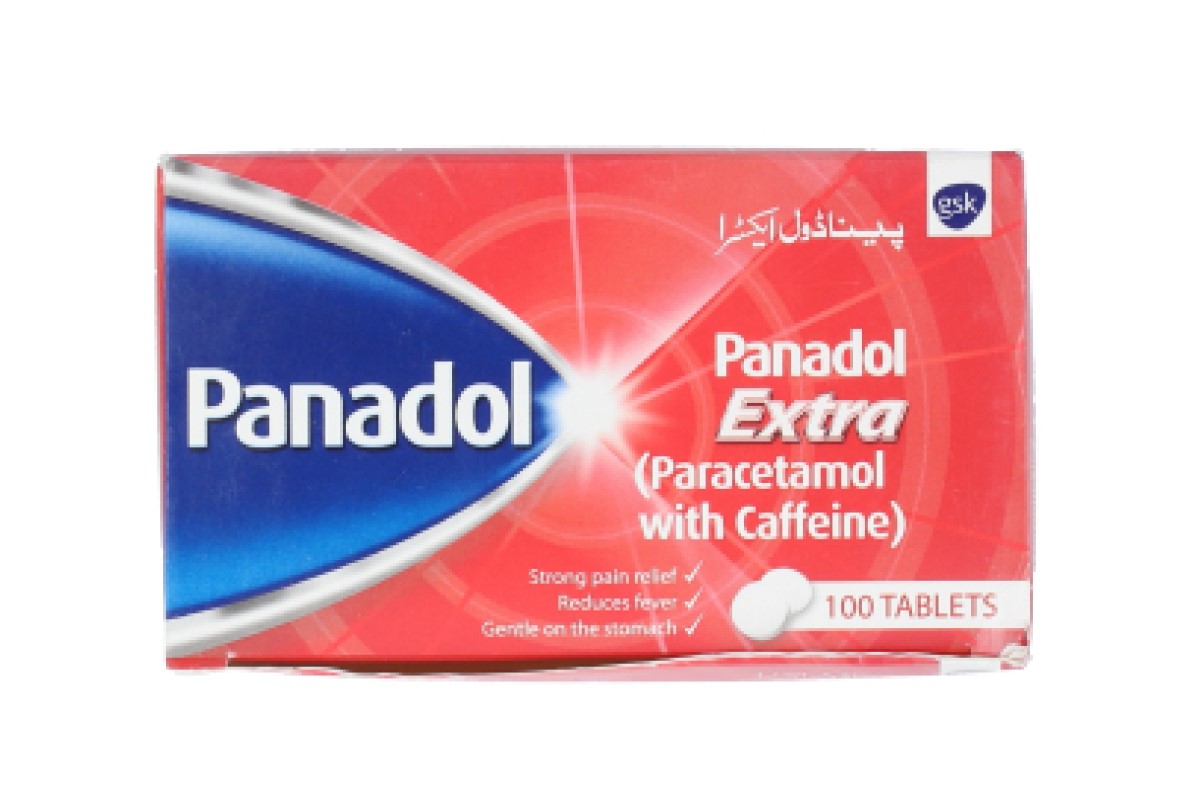 gsk
پیناڈول ایکسٹرا
Panadol
Panadol
Extra
(Paracetamol
with Caffeine)
Strong pain relief ✓
Reduces fever ✓
Gentle on the stomach ✓
100 TABLETS